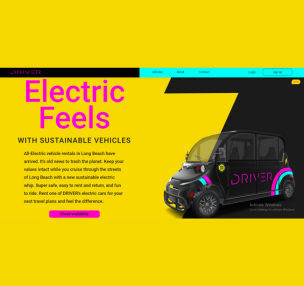 DRIVER
About
Contact
Login
Sign Up
Electric
Feels
WITH SUSTAINABLE VEHICLES
All-Electric vehicle rentals in Long Beach have
arrived. It's old news to trash the planet. Keep your
values intact while you cruise through the streets
of Long Beach with a new sustainable electric
whip. Super safe, easy to rent and return, and fun
to ride. Rent one of DRIVER's electric cars for your
next travel plans and feel the difference.
Check availability
DRIVER
Activate Windows